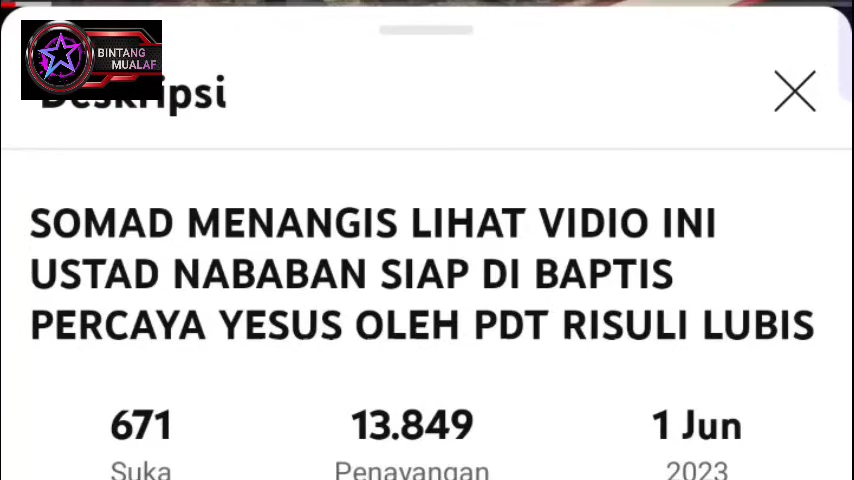 BINTANG
MUALAF
Deskripsi
SOMAD MENANGIS LIHAT VIDIO INI
USTAD NABABAN SIAP DI BAPTIS
PERCAYA YESUS OLEH PDT RISULI LUBIS
671 13.849 1 Jun
Suka Penayangan 2023